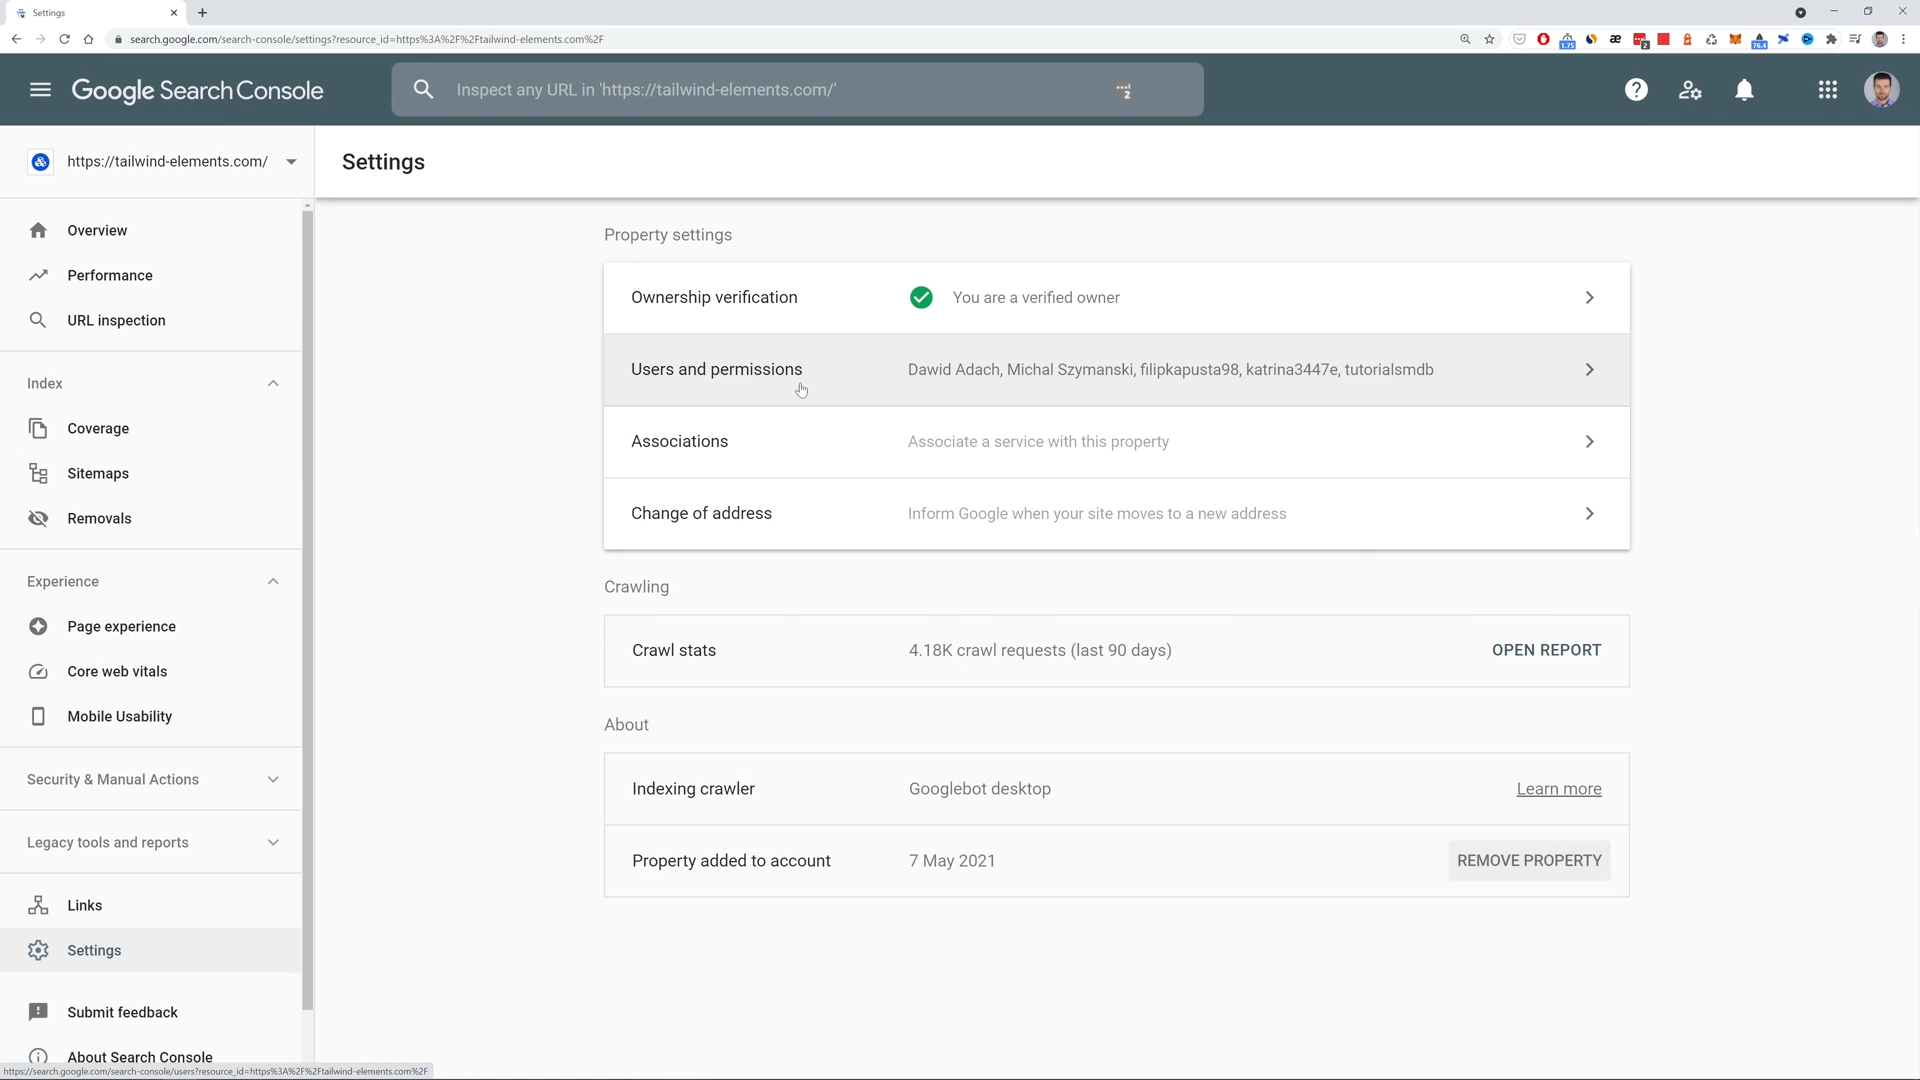 Settings
search.google.com/search-console/settings?resource_id=https%3A%2F%2Ftailwind-elements.com%2F
1.75
2
76.4
Google Search Console
Inspect any URL in 'https://tailwind-elements.com/'
2
https://tailwind-elements.com/
Settings
Overview
Performance
URL inspection
Index
Coverage
Sitemaps
Removals
Experience
Page experience
Core web vitals
Mobile Usability
Security & Manual Actions
Legacy tools and reports
Links
Settings
Submit feedback
About Search Console
Property settings
Ownership verification You are a verified owner
Users and permissions Dawid Adach, Michal Szymanski, filipkapusta98, katrina3447e, tutorialsmdb
Associations Associate a service with this property
Change of address Inform Google when your site moves to a new address
Crawling
Crawl stats 4.18K crawl requests (last 90 days) OPEN REPORT
About
Indexing crawler Googlebot desktop Learn more
Property added to account 7 May 2021 REMOVE PROPERTY
https://search.google.com/search-console/users?resource_id=https%3A%2F%2Ftailwind-elements.com%2F